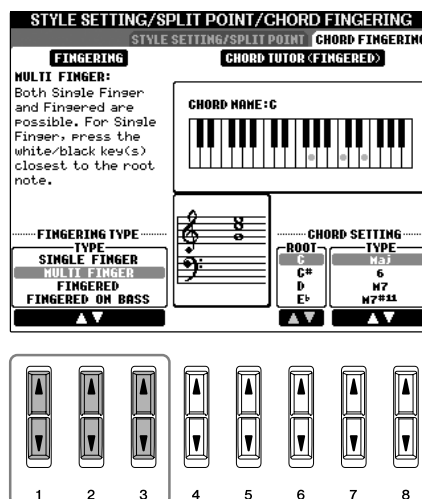 STYLE SETTING/SPLIT POINT/CHORD FINGERING
STYLE SETTING/SPLIT POINT CHORD FINGERING
FINGERING
CHORD TUTOR (FINGERED)
MULTI FINGER:
Both Single Finger
and Fingered are
possible. For Single
Finger, press the
white/black key(s)
closest to the root
note.
CHORD NAME:C
FINGERING TYPE
TYPE
SINGLE FINGER
MULTI FINGER
FINGERED
FINGERED ON BASS
CHORD SETTING
ROOT TYPE
C Maj
C# 6
D M7
E♭ M7#11
1 2 3 4 5 6 7 8